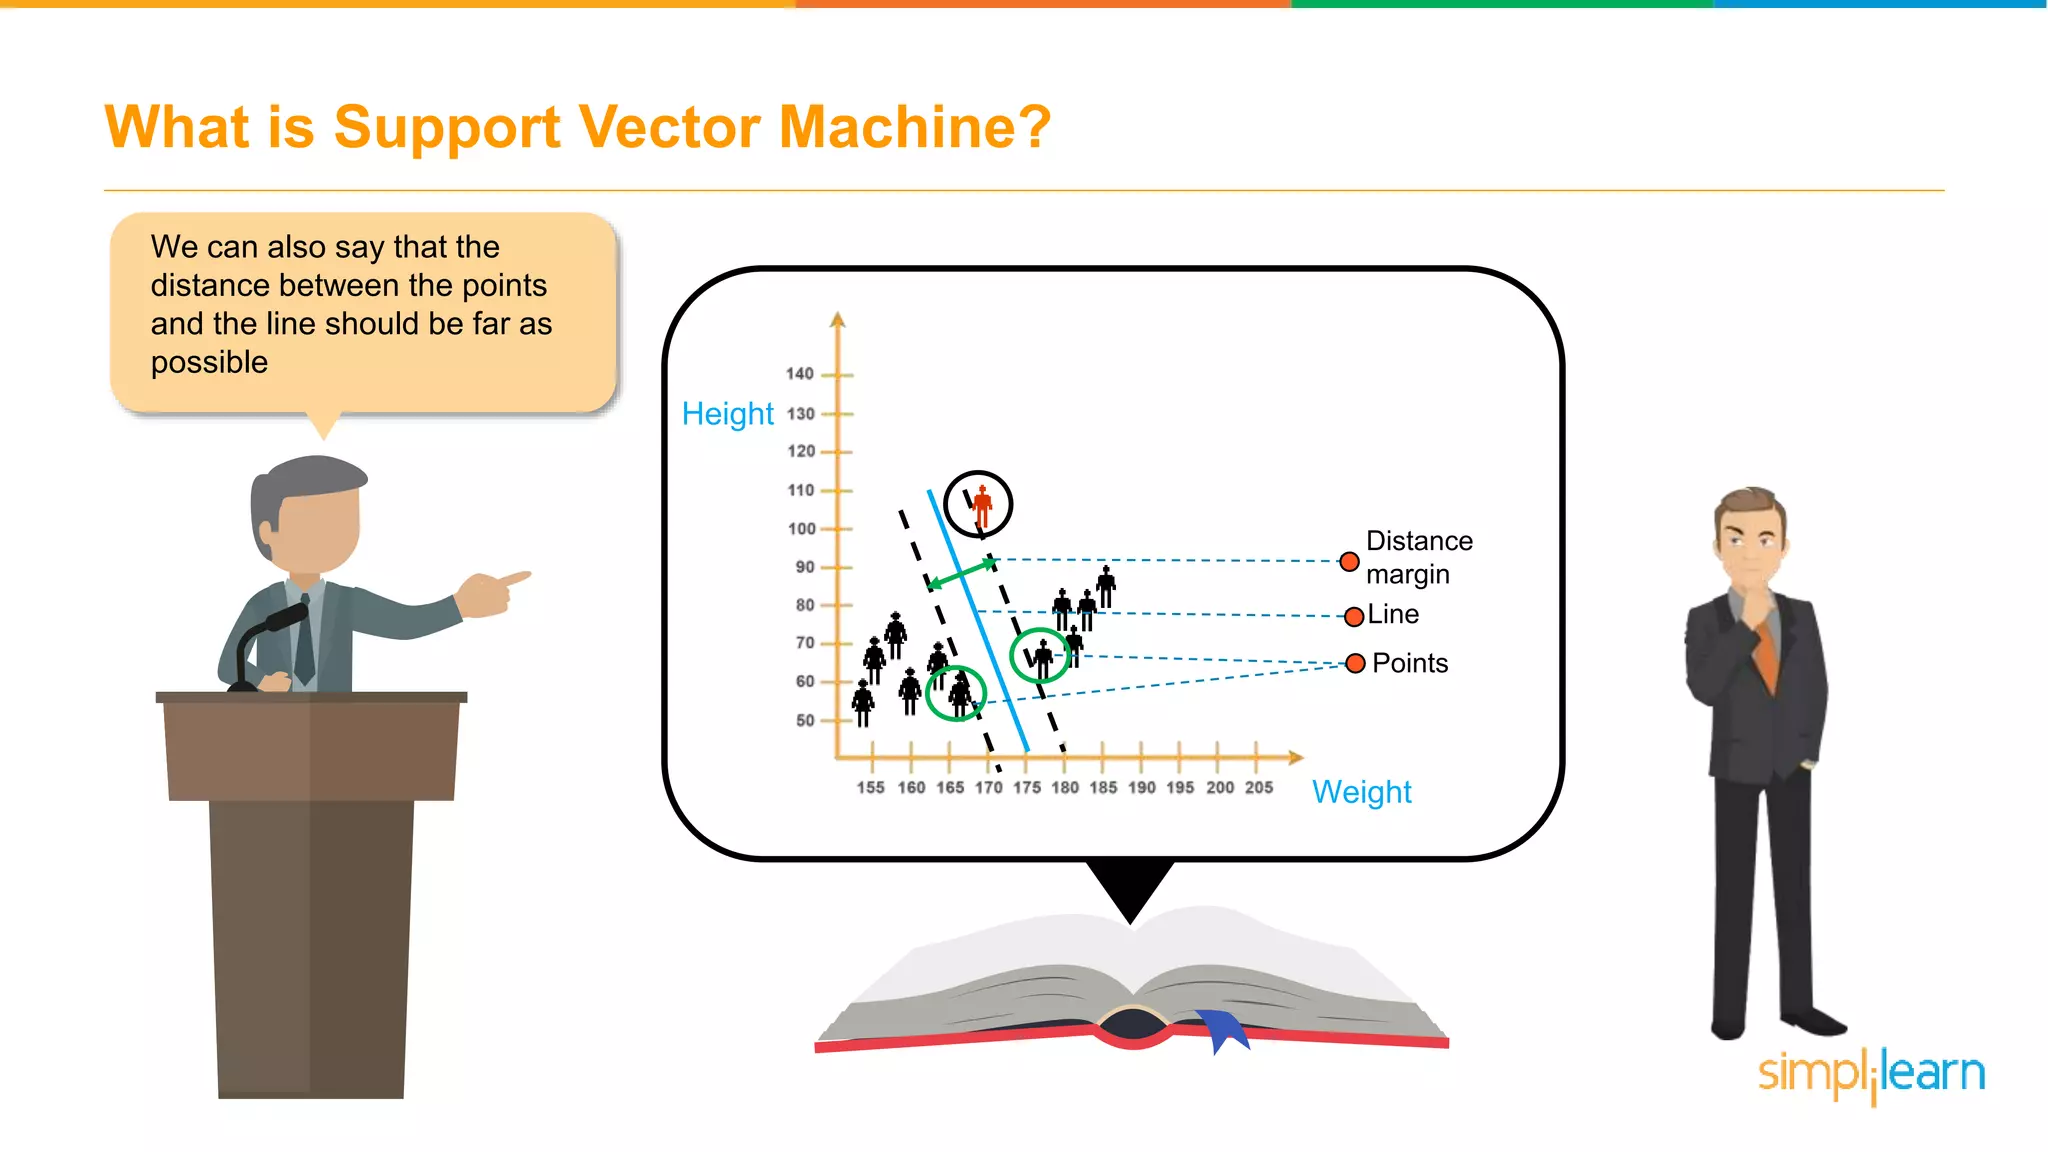 What is Support Vector Machine?
We can also say that the
distance between the points
and the line should be far as
possible
Height
140
130
120
110
100
90
80
70
60
50
155 160 165 170 175 180 185 190 195 200 205
Weight
Distance
margin
Line
Points
simplilearn